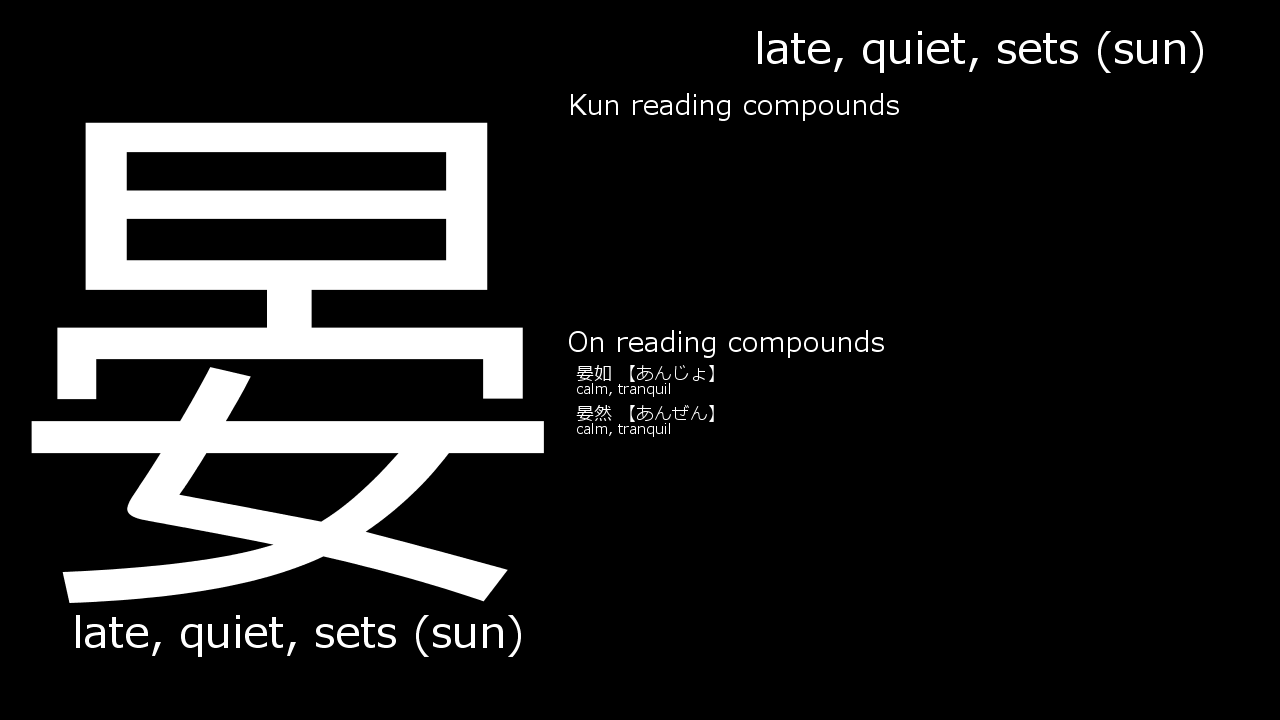 late, quiet, sets (sun)
Kun reading compounds
晏
On reading compounds
晏如 【あんじょ】
calm, tranquil
晏然 【あんぜん】
calm, tranquil
late, quiet, sets (sun)